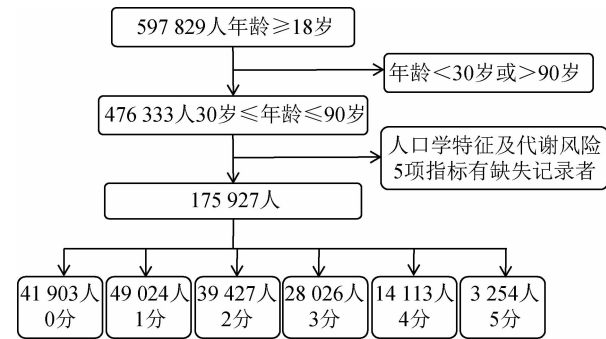 597 829人年龄≥18岁
年龄<30岁或>90岁
476 333人30岁≤年龄≤90岁
人口学特征及代谢风险
5项指标有缺失记录者
175 927人
41 903人
0分
49 024人
1分
39 427人
2分
28 026人
3分
14 113人
4分
3 254人
5分